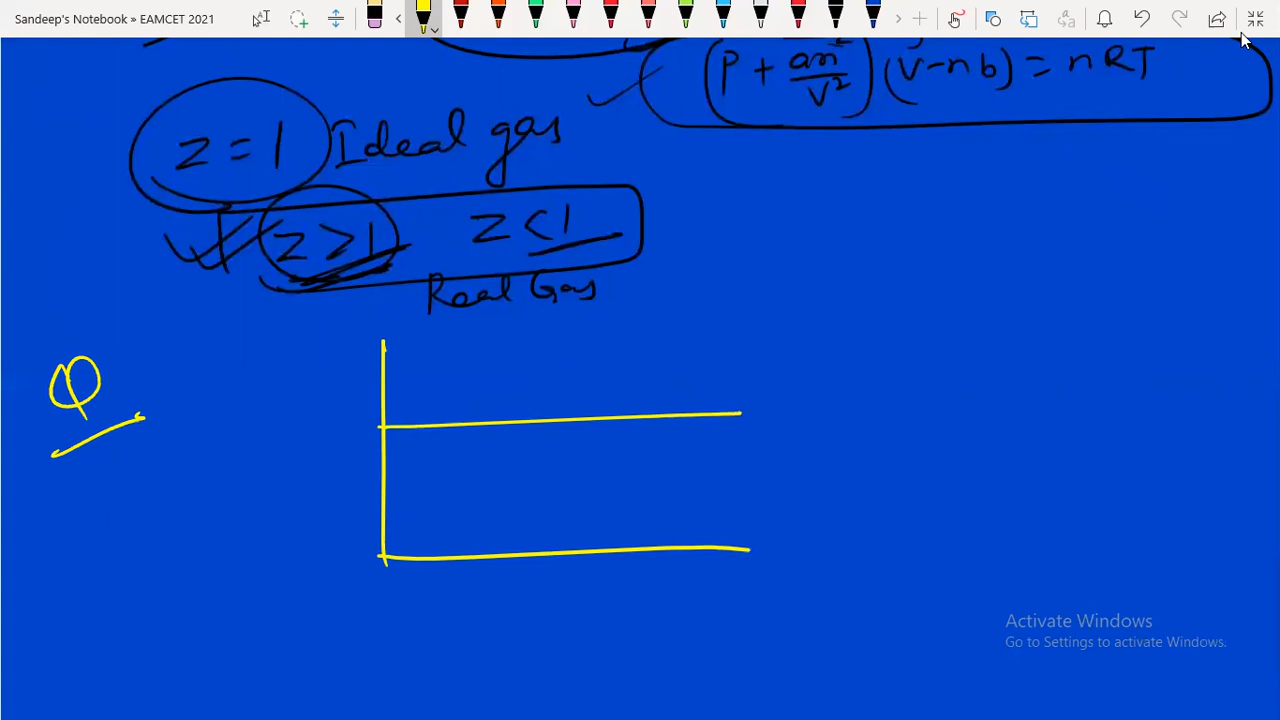 Sandeep's Notebook » EAMCET 2021
(P + an²/V²) (V-nb) = nRT
z = 1 Ideal gas
z > 1 z < 1
Real Gas
Q
Activate Windows
Go to Settings to activate Windows.